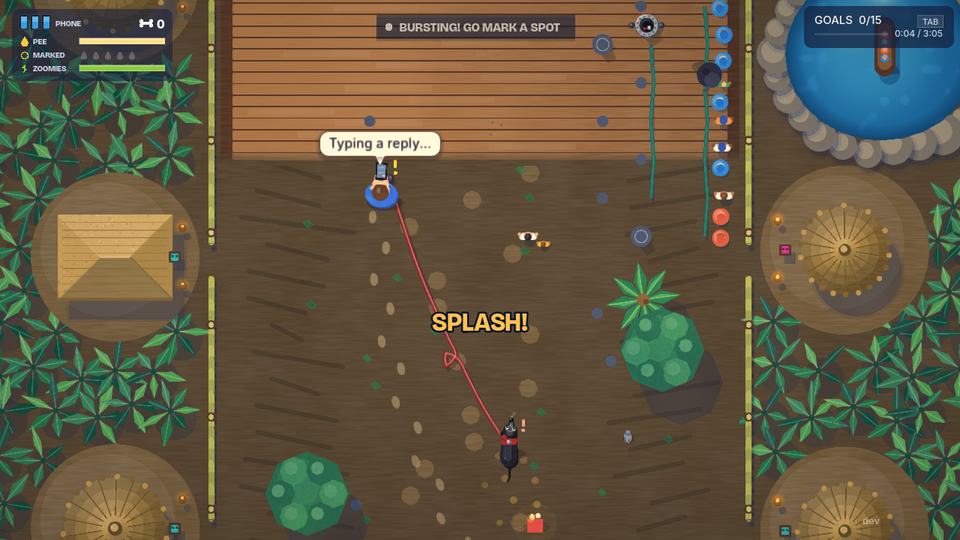 PHONE
0
PEE
MARKED
ZOOMIES
BURSTING! GO MARK A SPOT
GOALS 0/15
TAB
0:04 / 3:05
Typing a reply...
SPLASH!
dev